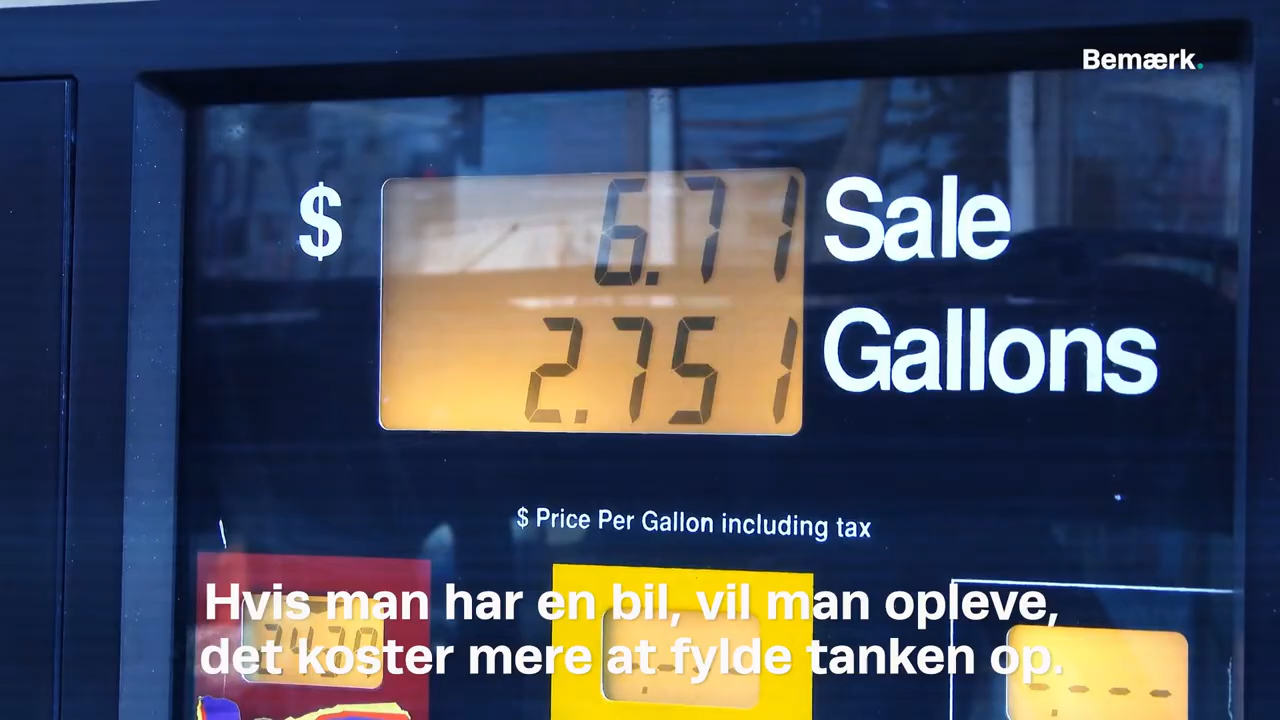 Bemærk.
$ 6.71 Sale
2.751 Gallons
$ Price Per Gallon including tax
Hvis man har en bil, vil man opleve,
det koster mere at fylde tanken op.